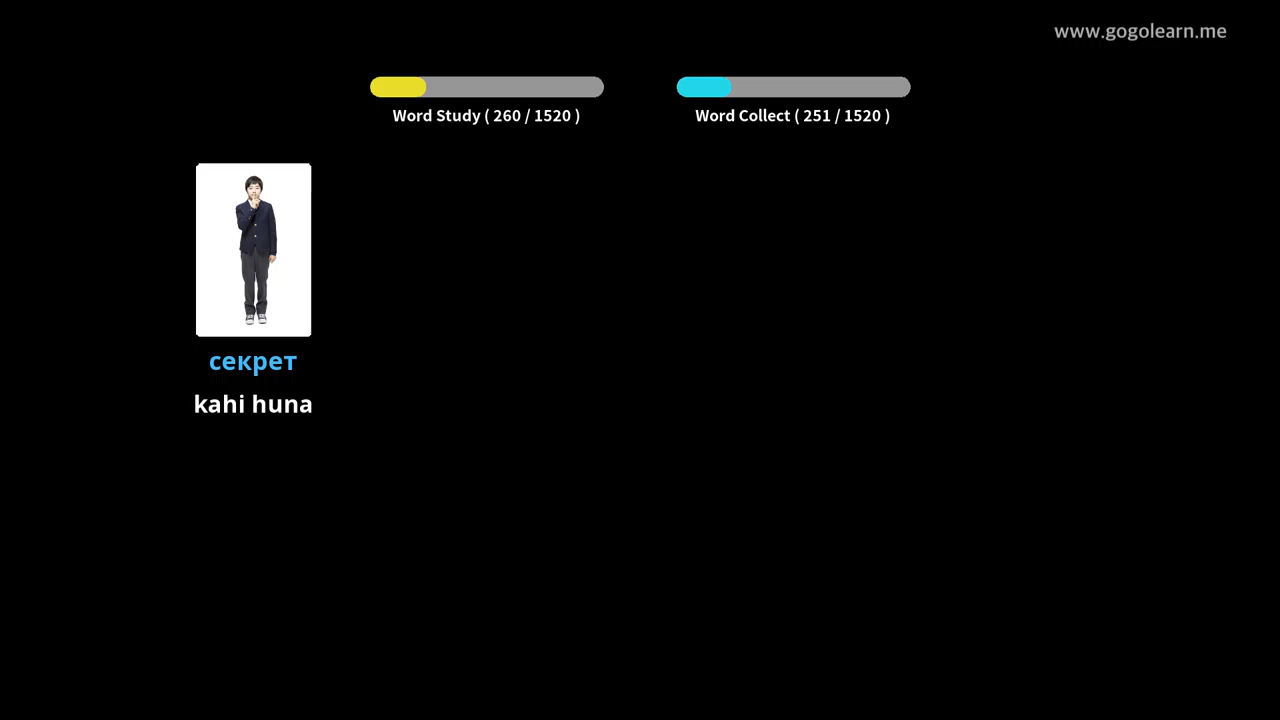 www.gogolearn.me
Word Study ( 260 / 1520 )
Word Collect ( 251 / 1520 )
секрет
kahi huna